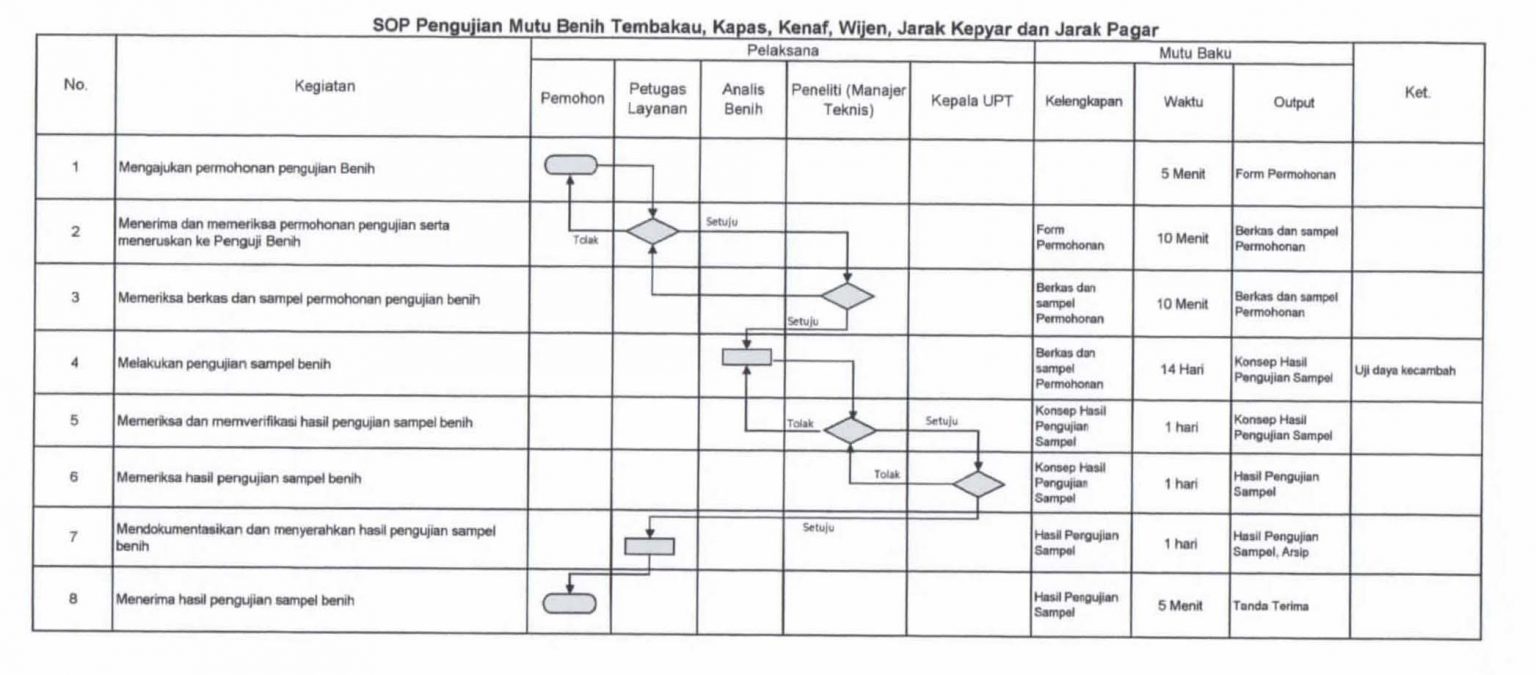 SOP Pengujian Mutu Benih Tembakau, Kapas, Kenaf, Wijen, Jarak Kepyar dan Jarak Pagar
No.
Kegiatan
Pelaksana
Mutu Baku
Ket.
Pemohon
Petugas
Layanan
Analis
Benih
Peneliti (Manajer
Teknis)
Kepala UPT
Kelengkapan
Waktu
Output
1
Mengajukan permohonan pengujian Benih
5 Menit
Form Permohonan
2
Menerima dan memeriksa permohonan pengujian serta
meneruskan ke Penguji Benih
Tolak
Setuju
Form
Permohonan
10 Menit
Berkas dan sampel
Permohonan
3
Memeriksa berkas dan sampel permohonan pengujian benih
Setuju
Berkas dan
sampel
Permohonan
10 Menit
Berkas dan sampel
Permohonan
4
Melakukan pengujian sampel benih
Berkas dan
sampel
Permohonan
14 Hari
Konsep Hasil
Pengujian Sampel
Uji daya kecambah
5
Memeriksa dan memverifikasi hasil pengujian sampel benih
Tolak
Setuju
Konsep Hasil
Pengujian
Sampel
1 hari
Konsep Hasil
Pengujian Sampel
6
Memeriksa hasil pengujian sampel benih
Tolak
Konsep Hasil
Pengujian
Sampel
1 hari
Hasil Pengujian
Sampel
7
Mendokumentasikan dan menyerahkan hasil pengujian sampel
benih
Setuju
Hasil Pengujian
Sampel
1 hari
Hasil Pengujian
Sampel, Arsip
8
Menerima hasil pengujian sampel benih
Hasil Pengujian
Sampel
5 Menit
Tanda Terima